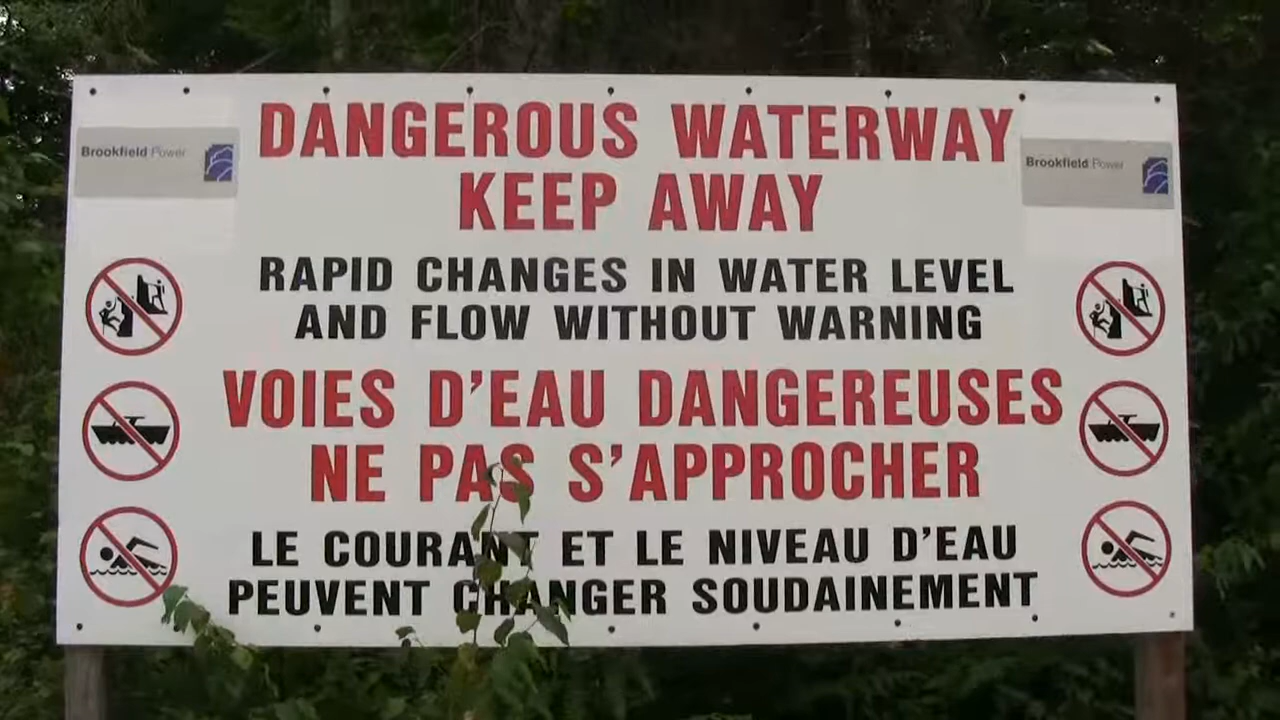 Brookfield Power
DANGEROUS WATERWAY
Brookfield Power
KEEP AWAY
RAPID CHANGES IN WATER LEVEL
AND FLOW WITHOUT WARNING
VOIES D'EAU DANGEREUSES
NE PAS S'APPROCHER
LE COURANT ET LE NIVEAU D'EAU
PEUVENT CHANGER SOUDAINEMENT